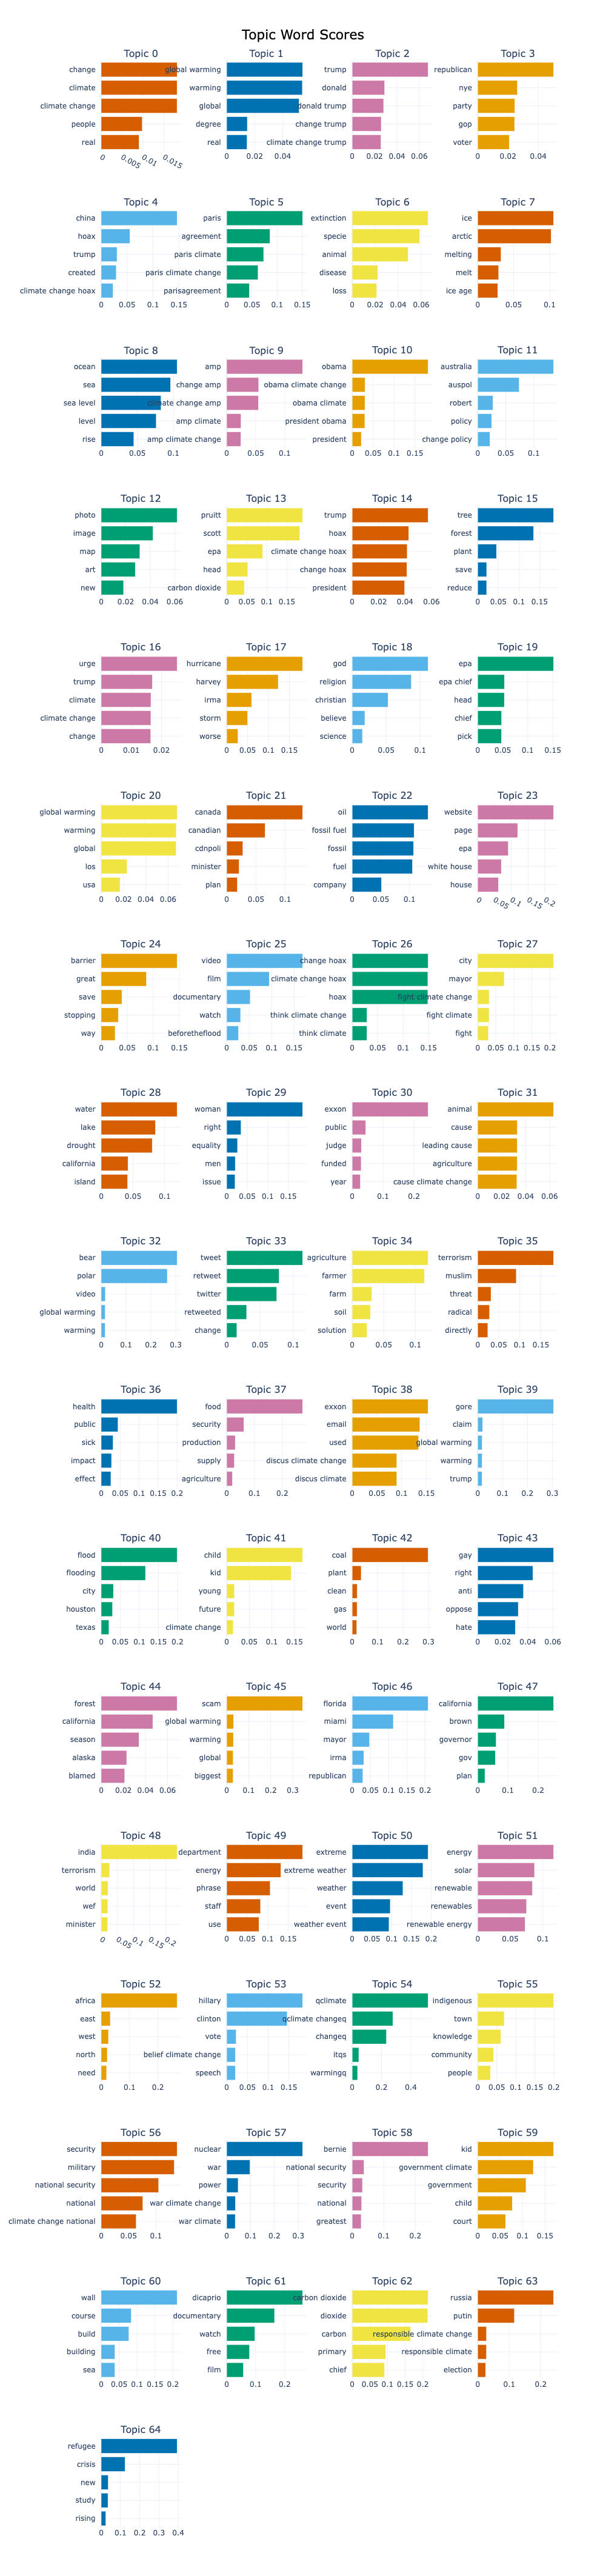 Topic Word Scores
Topic 0
change
climate
climate change
people
real
0 0.005 0.01 0.015
Topic 1
global warming
warming
global
degree
real
0 0.02 0.04
Topic 2
trump
donald
donald trump
change trump
climate change trump
0 0.02 0.04 0.06
Topic 3
republican
nye
party
gop
voter
0 0.02 0.04
Topic 4
china
hoax
trump
created
climate change hoax
0 0.05 0.1 0.15
Topic 5
paris
agreement
paris climate
paris climate change
parisagreement
0 0.05 0.1 0.15
Topic 6
extinction
specie
animal
disease
loss
0 0.02 0.04 0.06
Topic 7
ice
arctic
melting
melt
ice age
0 0.05 0.1
Topic 8
ocean
sea
sea level
level
rise
0 0.05 0.1
Topic 9
amp
change amp
climate change amp
amp climate
amp climate change
0 0.05 0.1
Topic 10
obama
obama climate change
obama climate
president obama
president
0 0.05 0.1 0.15
Topic 11
australia
auspol
robert
policy
change policy
0 0.05 0.1
Topic 12
photo
image
map
art
new
0 0.02 0.04 0.06
Topic 13
pruitt
scott
epa
head
carbon dioxide
0 0.05 0.1 0.15
Topic 14
trump
hoax
climate change hoax
change hoax
president
0 0.02 0.04 0.06
Topic 15
tree
forest
plant
save
reduce
0 0.05 0.1 0.15
Topic 16
urge
trump
climate
climate change
change
0 0.01 0.02
Topic 17
hurricane
harvey
irma
storm
worse
0 0.05 0.1 0.15
Topic 18
god
religion
christian
believe
science
0 0.05 0.1
Topic 19
epa
epa chief
head
chief
pick
0 0.05 0.1 0.15
Topic 20
global warming
warming
global
los
usa
0 0.02 0.04 0.06
Topic 21
canada
canadian
cdnpoli
minister
plan
0 0.05 0.1
Topic 22
oil
fossil fuel
fossil
fuel
company
0 0.05 0.1
Topic 23
website
page
epa
white house
house
0 0.05 0.1 0.15 0.2
Topic 24
barrier
great
save
stopping
way
0 0.05 0.1 0.15
Topic 25
video
film
documentary
watch
beforetheflood
0 0.05 0.1 0.15
Topic 26
change hoax
climate change hoax
hoax
think climate change
think climate
0 0.05 0.1 0.15
Topic 27
city
mayor
fight climate change
fight climate
fight
0 0.05 0.1 0.15 0.2
Topic 28
water
lake
drought
california
island
0 0.05 0.1
Topic 29
woman
right
equality
men
issue
0 0.05 0.1 0.15
Topic 30
exxon
public
judge
funded
year
0 0.1 0.2
Topic 31
animal
cause
leading cause
agriculture
cause climate change
0 0.02 0.04 0.06
Topic 32
bear
polar
video
global warming
warming
0 0.1 0.2 0.3
Topic 33
tweet
retweet
twitter
retweeted
change
0 0.05 0.1
Topic 34
agriculture
farmer
farm
soil
solution
0 0.05 0.1
Topic 35
terrorism
muslim
threat
radical
directly
0 0.05 0.1 0.15
Topic 36
health
public
sick
impact
effect
0 0.05 0.1 0.15 0.2
Topic 37
food
security
production
supply
agriculture
0 0.1 0.2
Topic 38
exxon
email
used
discus climate change
discus climate
0 0.05 0.1 0.15
Topic 39
gore
claim
global warming
warming
trump
0 0.1 0.2 0.3
Topic 40
flood
flooding
city
houston
texas
0 0.05 0.1 0.15 0.2
Topic 41
child
kid
young
future
climate change
0 0.05 0.1 0.15
Topic 42
coal
plant
clean
gas
world
0 0.1 0.2 0.3
Topic 43
gay
right
anti
oppose
hate
0 0.02 0.04 0.06
Topic 44
forest
california
season
alaska
blamed
0 0.02 0.04 0.06
Topic 45
scam
global warming
warming
global
biggest
0 0.1 0.2 0.3
Topic 46
florida
miami
mayor
irma
republican
0 0.05 0.1 0.15 0.2
Topic 47
california
brown
governor
gov
plan
0 0.1 0.2
Topic 48
india
terrorism
world
wef
minister
0 0.05 0.1 0.15 0.2
Topic 49
department
energy
phrase
staff
use
0 0.05 0.1 0.15
Topic 50
extreme
extreme weather
weather
event
weather event
0 0.05 0.1 0.15 0.2
Topic 51
energy
solar
renewable
renewables
renewable energy
0 0.05 0.1
Topic 52
africa
east
west
north
need
0 0.1 0.2
Topic 53
hillary
clinton
vote
belief climate change
speech
0 0.05 0.1 0.15
Topic 54
qclimate
qclimate changeq
changeq
itqs
warmingq
0 0.2 0.4
Topic 55
indigenous
town
knowledge
community
people
0 0.05 0.1 0.15 0.2
Topic 56
security
military
national security
national
climate change national
0 0.05 0.1
Topic 57
nuclear
war
power
war climate change
war climate
0 0.1 0.2 0.3
Topic 58
bernie
national security
security
national
greatest
0 0.1 0.2
Topic 59
kid
government climate
government
child
court
0 0.05 0.1 0.15
Topic 60
wall
course
build
building
sea
0 0.05 0.1 0.15 0.2
Topic 61
dicaprio
documentary
watch
free
film
0 0.1 0.2
Topic 62
carbon dioxide
dioxide
carbon
primary
chief
0 0.05 0.1 0.15 0.2
Topic 63
russia
putin
responsible climate change
responsible climate
election
0 0.1 0.2
Topic 64
refugee
crisis
new
study
rising
0 0.1 0.2 0.3 0.4